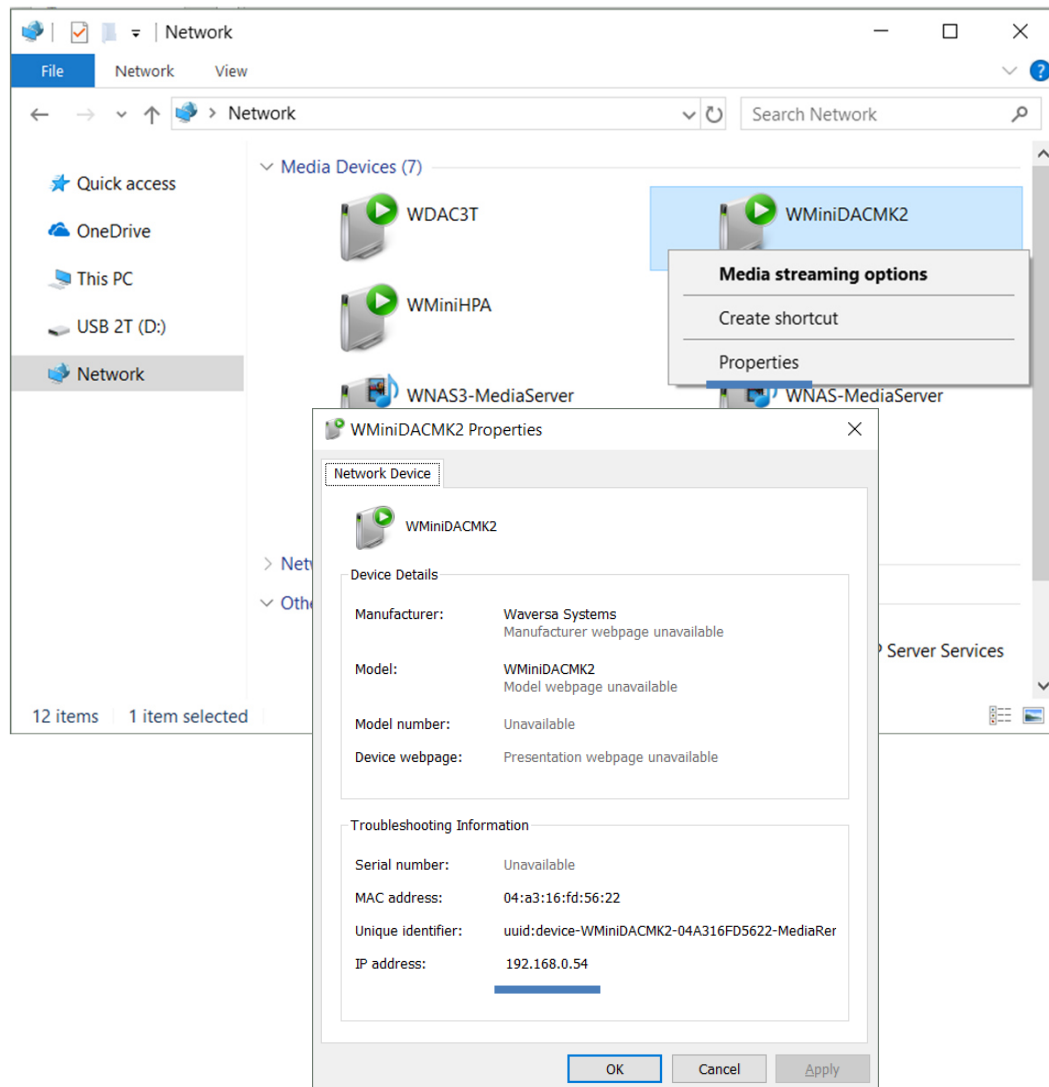 Network
File Network View
Network
Search Network
Quick access
OneDrive
This PC
USB 2T (D:)
Network
Media Devices (7)
WDAC3T
WMiniDACMK2
WMiniHPA
Media streaming options
Create shortcut
Properties
WNAS3-MediaServer
WNAS-MediaServer
Server Services
12 items 1 item selected
WMiniDACMK2 Properties
Network Device
WMiniDACMK2
Device Details
Manufacturer: Waversa Systems
Manufacturer webpage unavailable
Model: WMiniDACMK2
Model webpage unavailable
Model number: Unavailable
Device webpage: Presentation webpage unavailable
Troubleshooting Information
Serial number: Unavailable
MAC address: 04:a3:16:fd:56:22
Unique identifier: uuid:device-WMiniDACMK2-04A316FD5622-MediaRer
IP address: 192.168.0.54
OK Cancel Apply